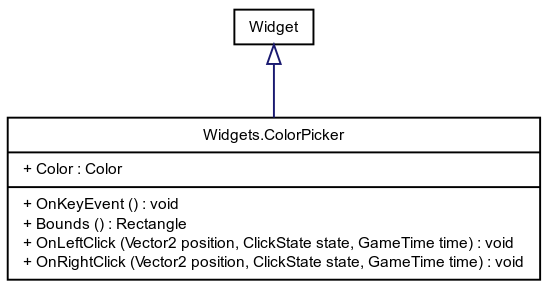 Widget
Widgets.ColorPicker
+ Color : Color
+ OnKeyEvent () : void
+ Bounds () : Rectangle
+ OnLeftClick (Vector2 position, ClickState state, GameTime time) : void
+ OnRightClick (Vector2 position, ClickState state, GameTime time) : void